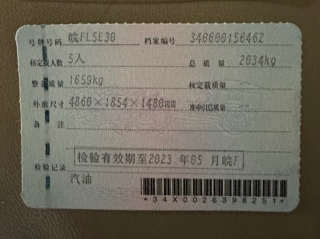 号牌号码 皖FL5E30 档案编号 340600156462
核定载人数 5人 总质量 2034kg
整备质量 1659kg 核定载质量
外廓尺寸 4860×1854×1480mm 准牵引总质量
备注
检验有效期至2023年05月皖F
检验记录
汽油
*34X0026398251*